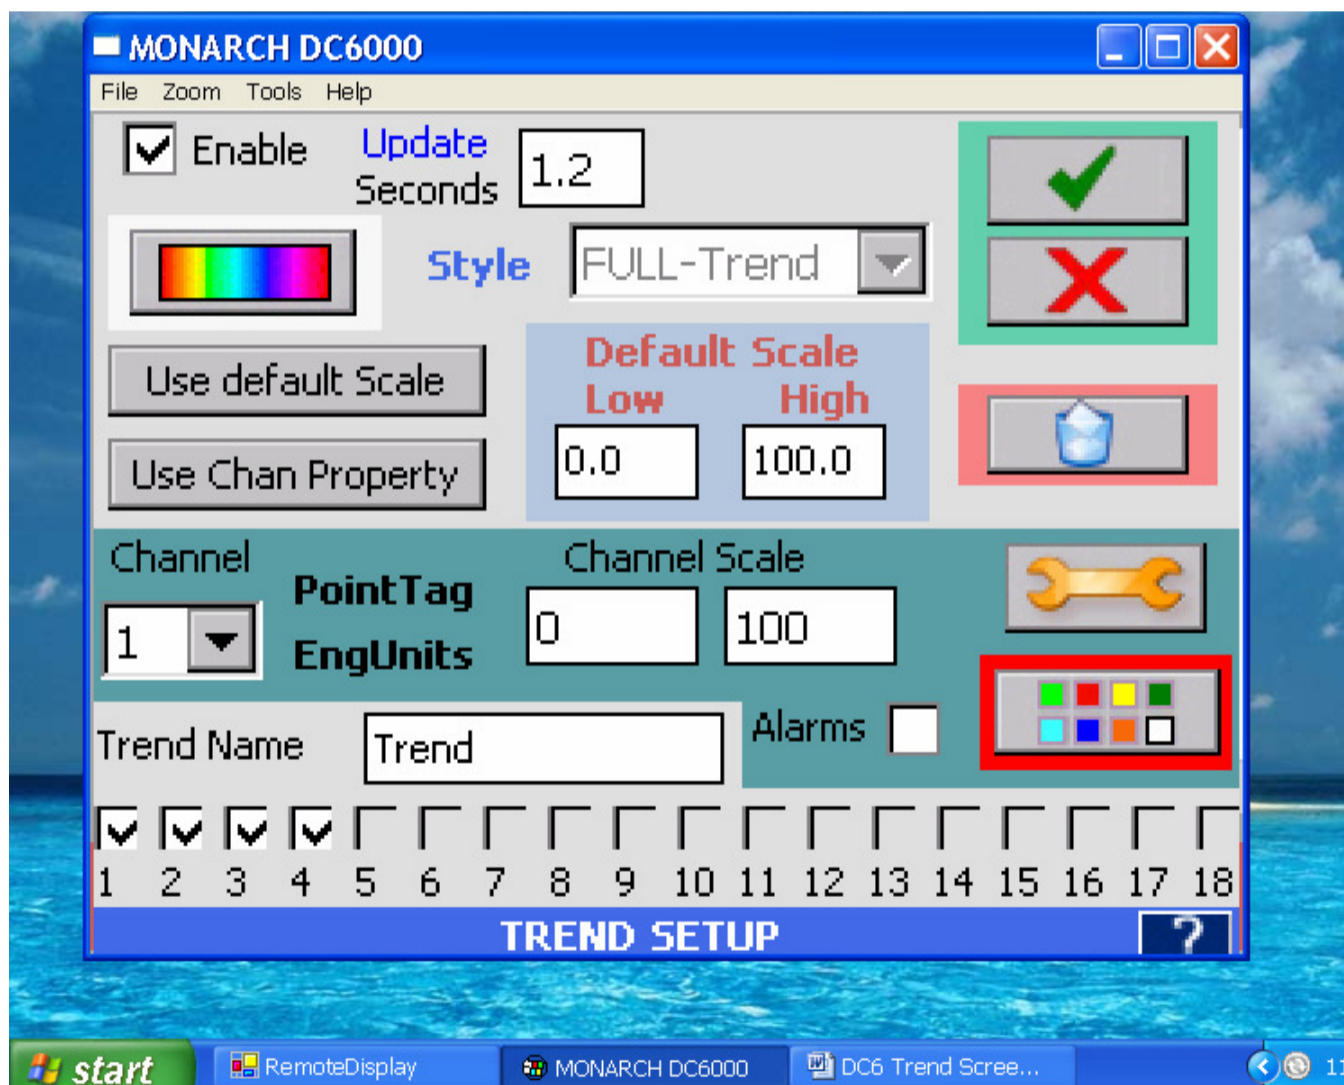 MONARCH DC6000
File Zoom Tools Help
Enable
Update
Seconds
1.2
Style
FULL-Trend
Use default Scale
Default Scale
Low High
0.0 100.0
Use Chan Property
Channel
1
PointTag
EngUnits
Channel Scale
0 100
Trend Name
Trend
Alarms
1 2 3 4 5 6 7 8 9 10 11 12 13 14 15 16 17 18
TREND SETUP
?
start
RemoteDisplay
MONARCH DC6000
DC6 Trend Scree...